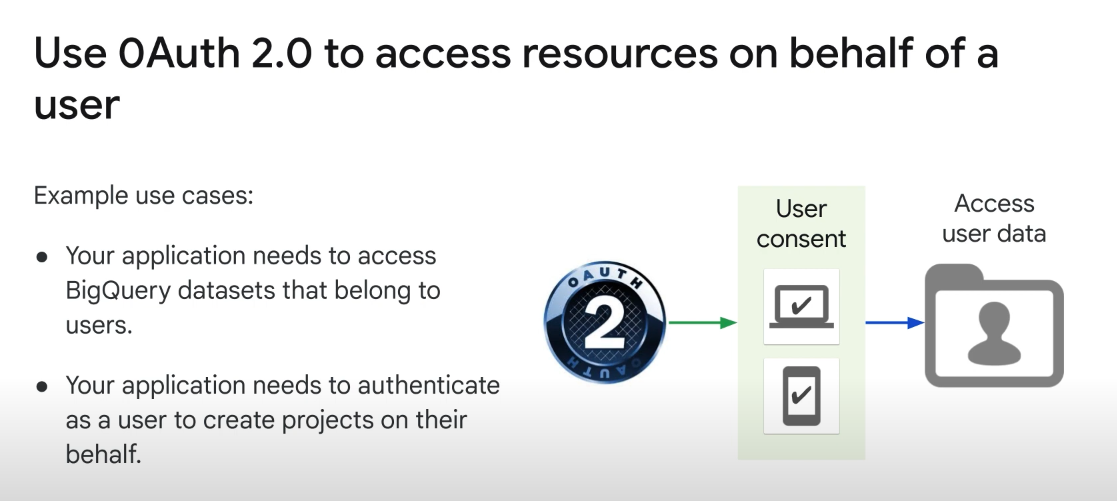 Use OAuth 2.0 to access resources on behalf of a
user
Example use cases:
● Your application needs to access
BigQuery datasets that belong to
users.
● Your application needs to authenticate
as a user to create projects on their
behalf.
OAUTH
2
OAUTH
User
consent
Access
user data